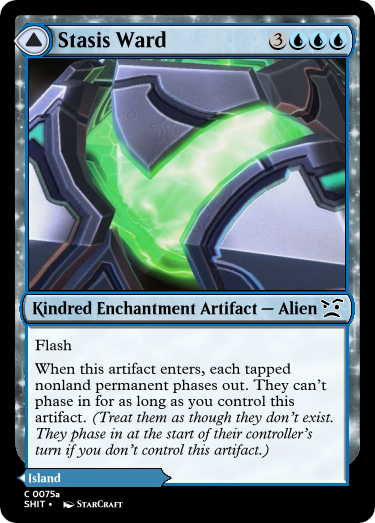 Stasis Ward 3
Kindred Enchantment Artifact — Alien
Flash
When this artifact enters, each tapped
nonland permanent phases out. They can't
phase in for as long as you control this
artifact. (Treat them as though they don't exist.
They phase in at the start of their controller's
turn if you don't control this artifact.)
Island
C 0075a
SHIT • StarCraft